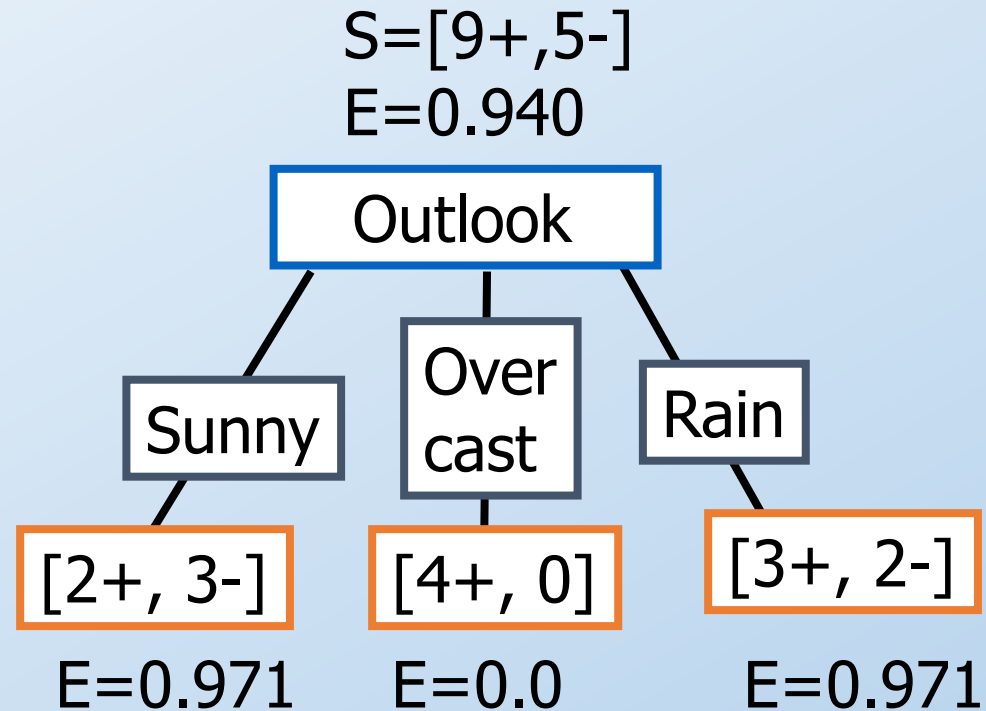 S=[9+,5-]
E=0.940
Outlook
Sunny
Over
cast
Rain
[2+, 3-]
[4+, 0]
[3+, 2-]
E=0.971
E=0.0
E=0.971